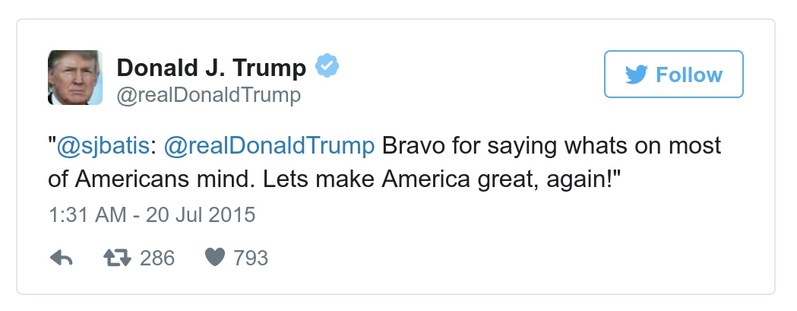 Donald J. Trump
@realDonaldTrump
Follow
"@sjbatis: @realDonaldTrump Bravo for saying whats on most
of Americans mind. Lets make America great, again!"
1:31 AM - 20 Jul 2015
286 793